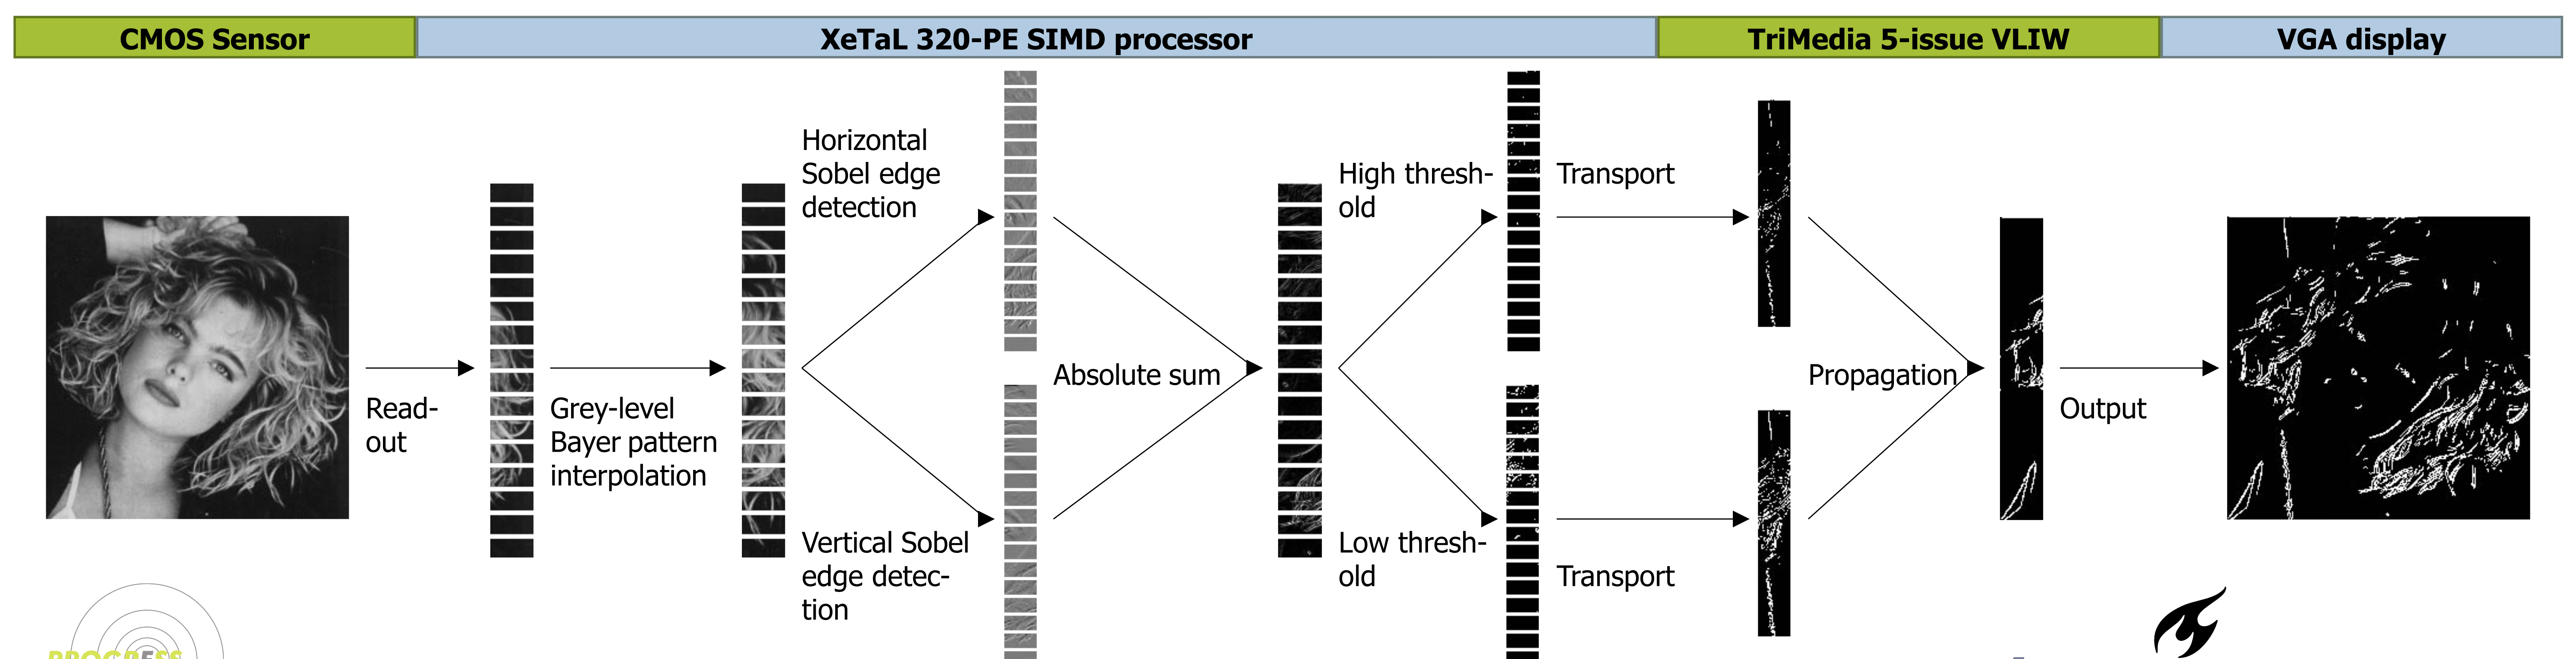 CMOS Sensor
XeTaL 320-PE SIMD processor
TriMedia 5-issue VLIW
VGA display
Read-
out
Grey-level
Bayer pattern
interpolation
Horizontal
Sobel edge
detection
Vertical Sobel
edge detec-
tion
Absolute sum
High thresh-
old
Low thresh-
old
Transport
Transport
Propagation
Output
PROGRESS